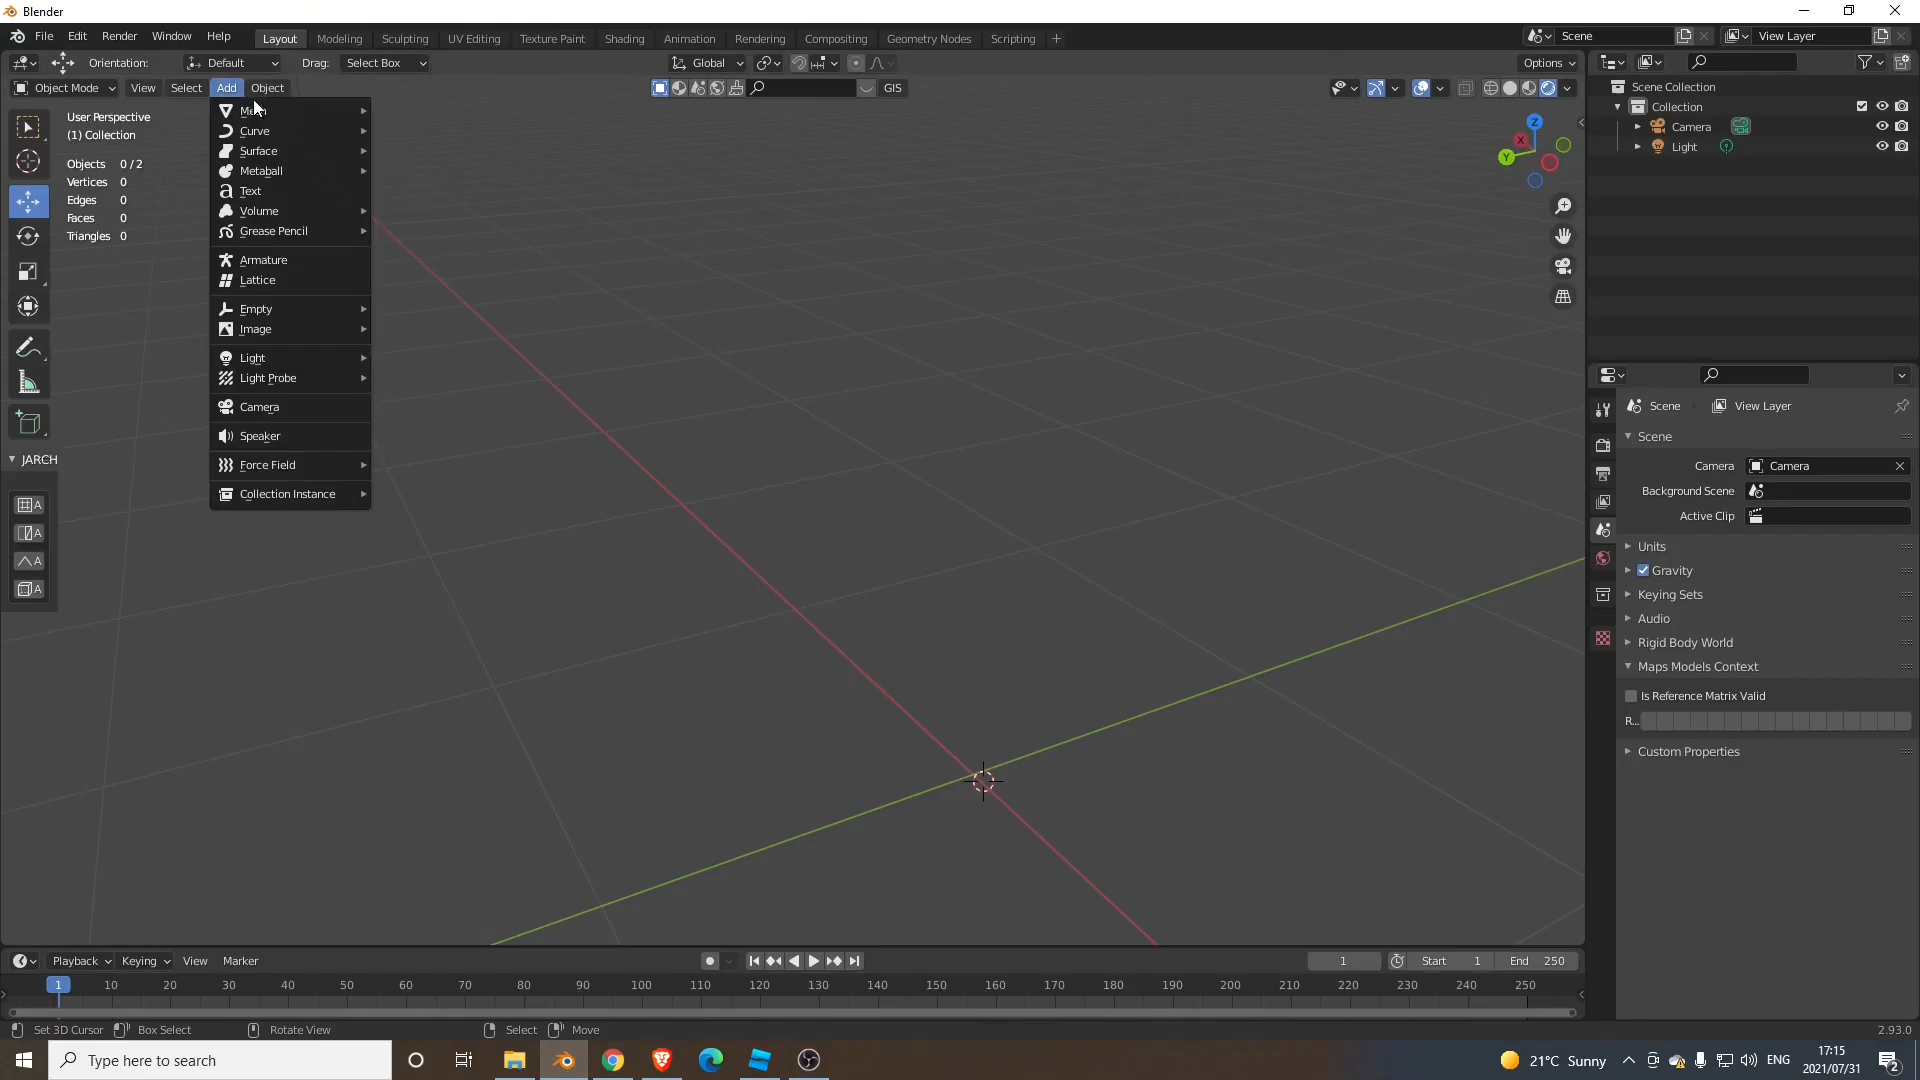 Blender
File Edit Render Window Help Layout Modeling Sculpting UV Editing Texture Paint Shading Animation Rendering Compositing Geometry Nodes Scripting + Scene View Layer
Orientation: Default Drag: Select Box Global Options
Object Mode View Select Add Object GIS
User Perspective
(1) Collection
Objects 0 / 2
Vertices 0
Edges 0
Faces 0
Triangles 0
JARCH
A
A
A
A
Curve
Surface
Metaball
Text
Volume
Grease Pencil
Armature
Lattice
Empty
Image
Light
Light Probe
Camera
Speaker
Force Field
Collection Instance
Z
X
Y
Scene Collection
Collection
Camera
Light
Scene View Layer
Scene
Camera Camera
Background Scene
Active Clip
Units
Gravity
Keying Sets
Audio
Rigid Body World
Maps Models Context
Is Reference Matrix Valid
R...
Custom Properties
Playback Keying View Marker 1 Start 1 End 250
1 10 20 30 40 50 60 70 80 90 100 110 120 130 140 150 160 170 180 190 200 210 220 230 240 250
Set 3D Cursor Box Select Rotate View Select Move 2.93.0
Type here to search 21°C Sunny ENG 17:15
2021/07/31 2